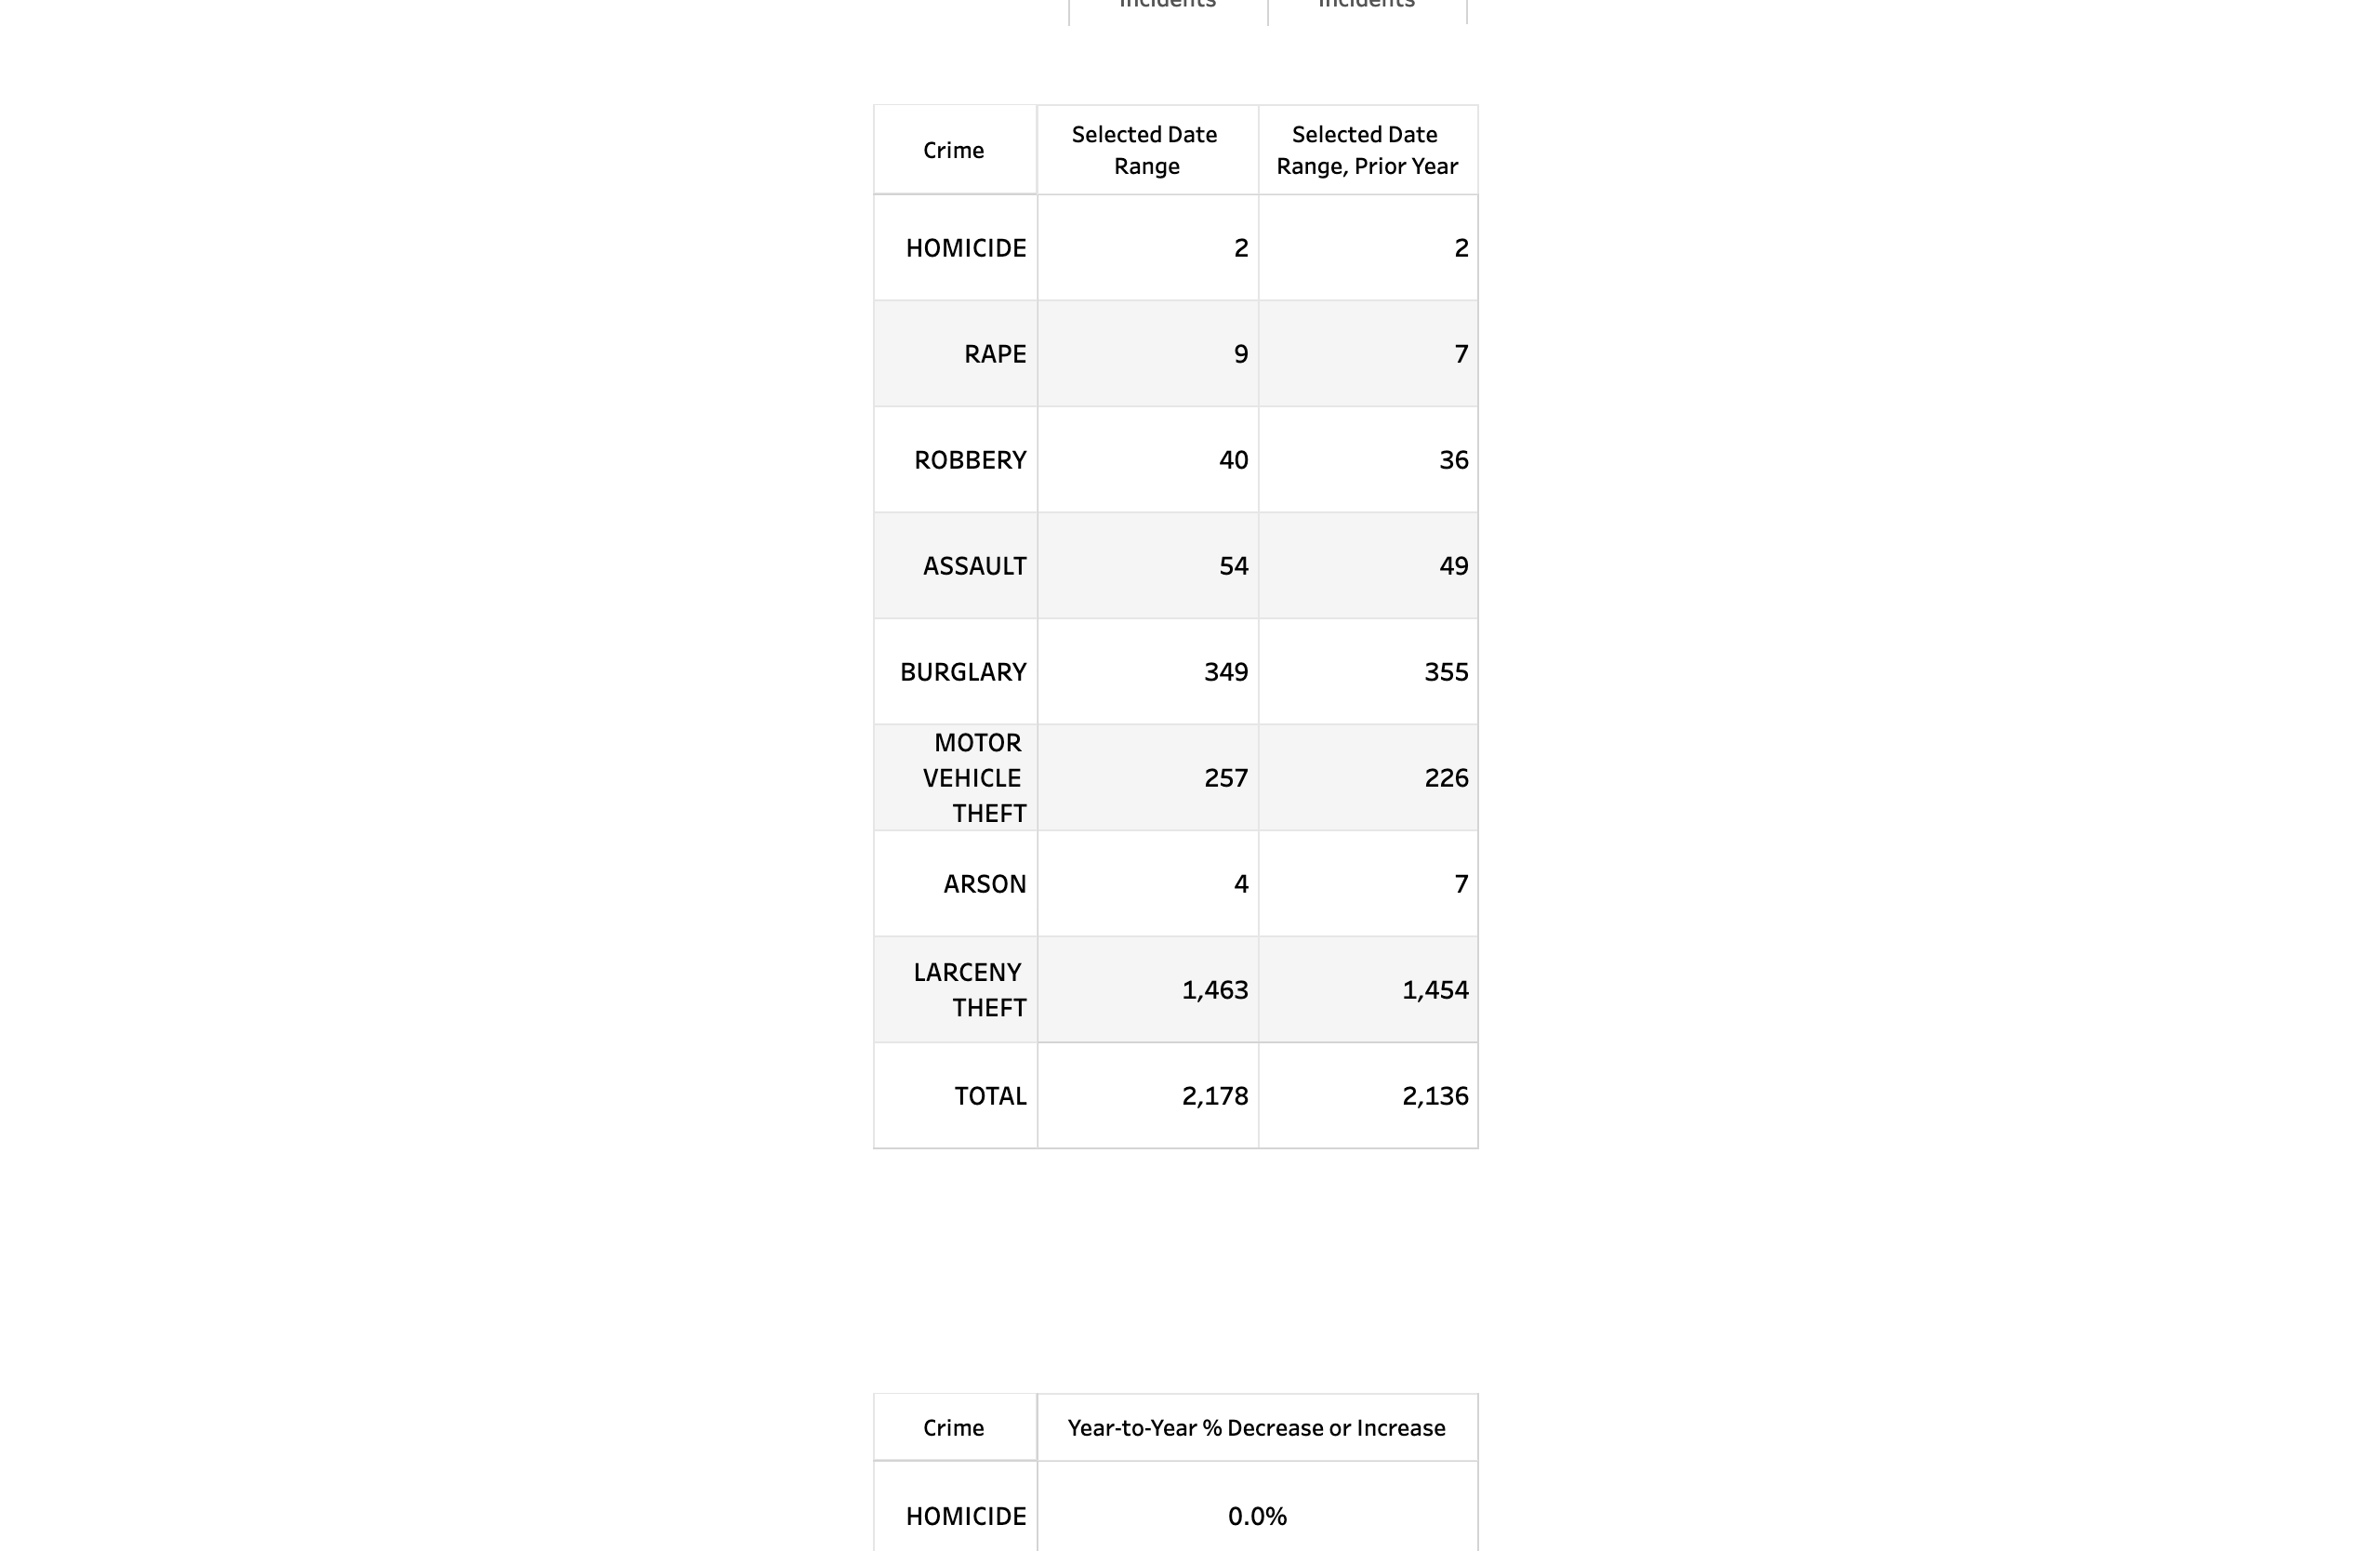 Incidents Incidents
Crime Selected Date Range Selected Date Range, Prior Year
HOMICIDE 2 2
RAPE 9 7
ROBBERY 40 36
ASSAULT 54 49
BURGLARY 349 355
MOTOR VEHICLE THEFT 257 226
ARSON 4 7
LARCENY THEFT 1,463 1,454
TOTAL 2,178 2,136
Crime Year-to-Year % Decrease or Increase
HOMICIDE 0.0%